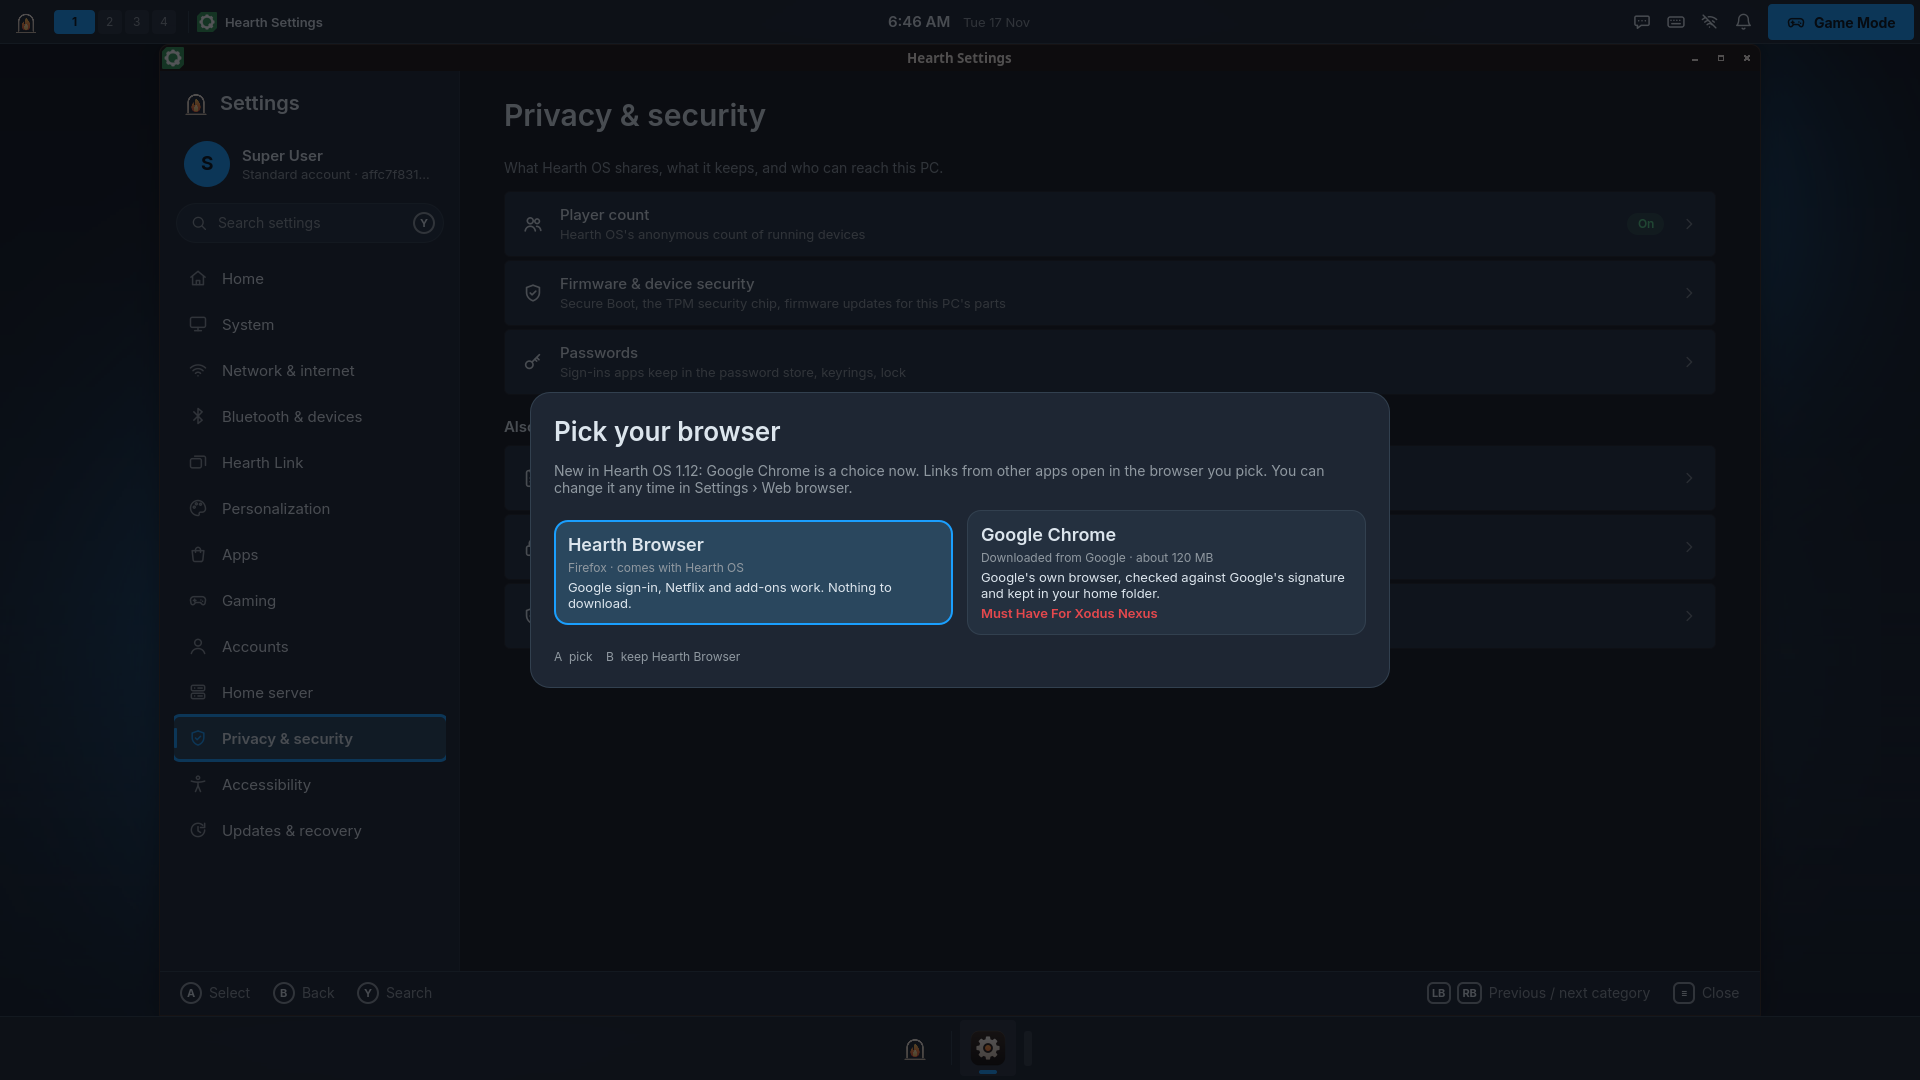 1 2 3 4 Hearth Settings
6:46 AM Tue 17 Nov
Game Mode
Hearth Settings
Settings
S
Super User
Standard account · affc7f831...
Search settings Y
Home
System
Network & internet
Bluetooth & devices
Hearth Link
Personalization
Apps
Gaming
Accounts
Home server
Privacy & security
Accessibility
Updates & recovery
Privacy & security
What Hearth OS shares, what it keeps, and who can reach this PC.
Player count
Hearth OS's anonymous count of running devices
On
Firmware & device security
Secure Boot, the TPM security chip, firmware updates for this PC's parts
Passwords
Sign-ins apps keep in the password store, keyrings, lock
Pick your browser
New in Hearth OS 1.12: Google Chrome is a choice now. Links from other apps open in the browser you pick. You can
change it any time in Settings › Web browser.
Hearth Browser
Firefox · comes with Hearth OS
Google sign-in, Netflix and add-ons work. Nothing to
download.
Google Chrome
Downloaded from Google · about 120 MB
Google's own browser, checked against Google's signature
and kept in your home folder.
Must Have For Xodus Nexus
A pick B keep Hearth Browser
A Select B Back Y Search
LB RB Previous / next category ≡ Close